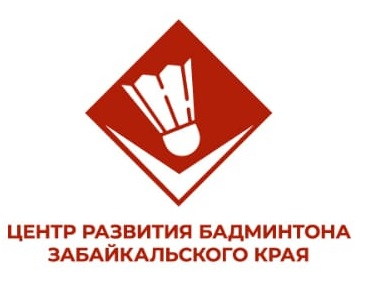 ЦЕНТР РАЗВИТИЯ БАДМИНТОНА
ЗАБАЙКАЛЬСКОГО КРАЯ